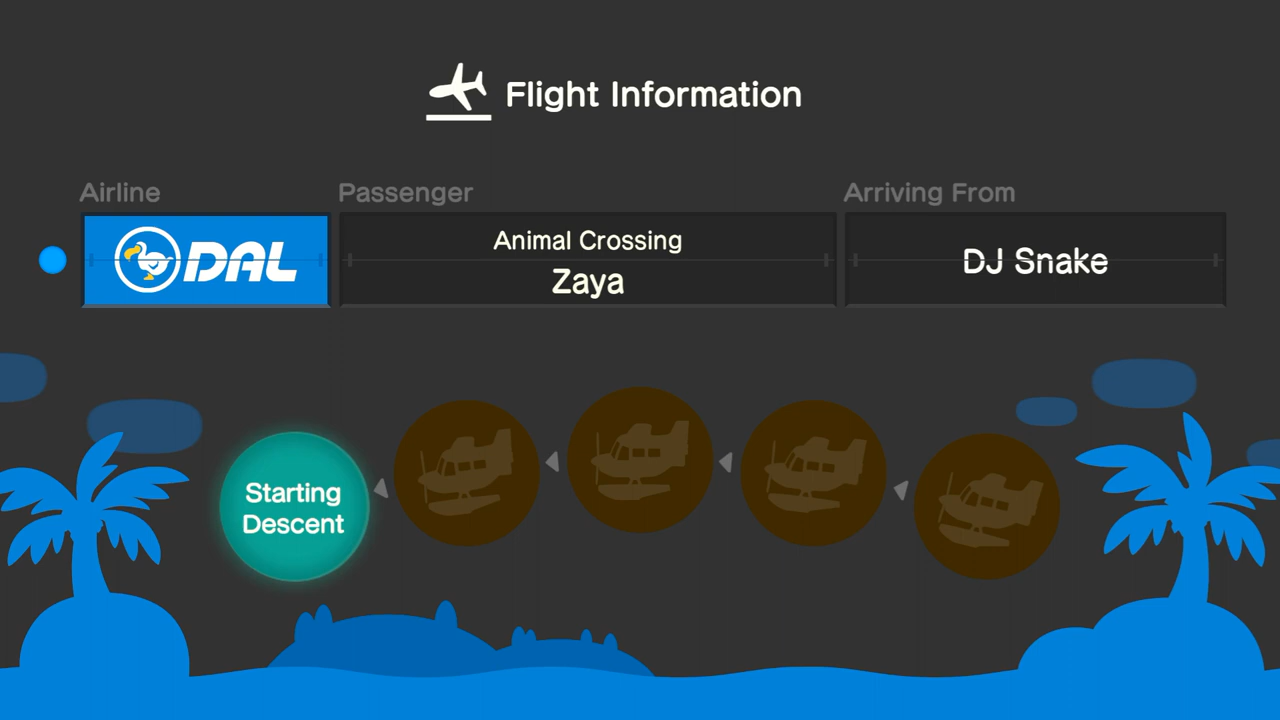 Flight Information
Airline
Passenger
Arriving From
DAL
Animal Crossing
Zaya
DJ Snake
Starting
Descent